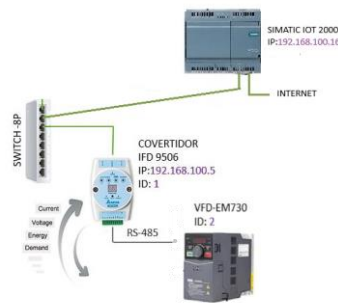 SIMATIC IOT 2000
IP:192.168.100.16
INTERNET
SWITCH -8P
COVERTIDOR
IFD 9506
IP:192.168.100.5
ID: 1
Current
Voltage
Energy
Demand
RS-485
VFD-EM730
ID: 2